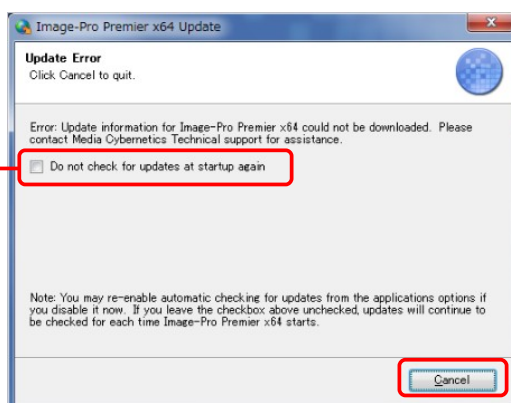 Image-Pro Premier x64 Update
Update Error
Click Cancel to quit.
Error: Update information for Image-Pro Premier x64 could not be downloaded. Please
contact Media Cybernetics Technical support for assistance.
Do not check for updates at startup again
Note: You may re-enable automatic checking for updates from the applications options if
you disable it now. If you leave the checkbox above unchecked, updates will continue to
be checked for each time Image-Pro Premier x64 starts.
Cancel